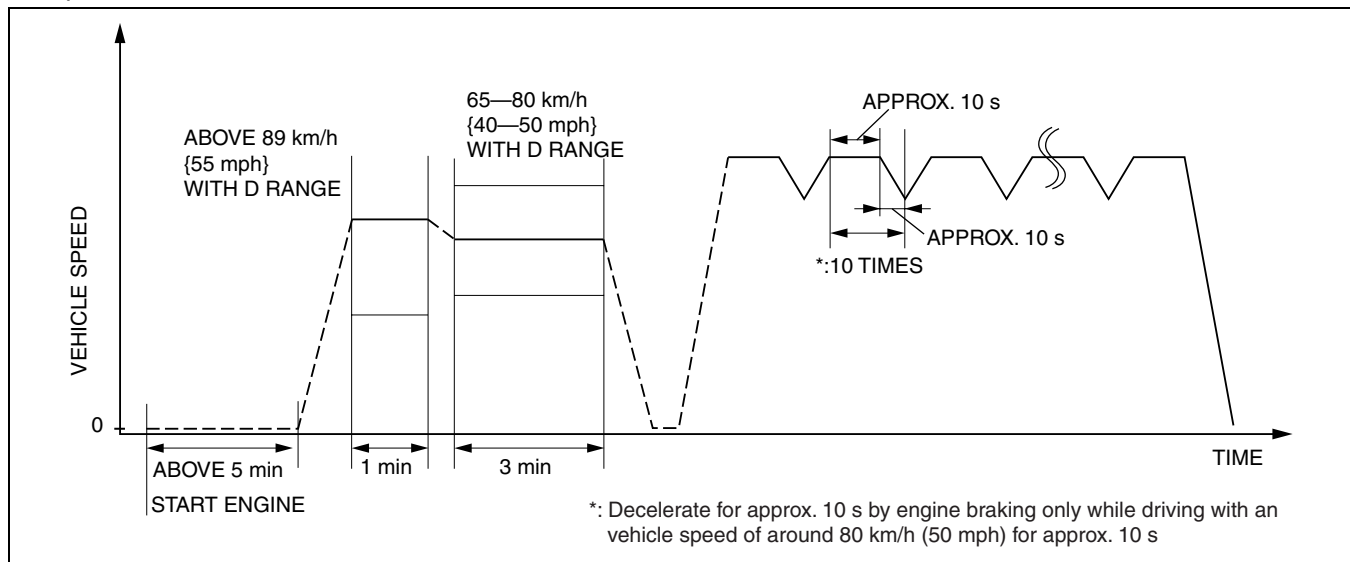 ABOVE 89 km/h
{55 mph}
WITH D RANGE
65—80 km/h
{40—50 mph}
WITH D RANGE
APPROX. 10 s
APPROX. 10 s
*:10 TIMES
VEHICLE SPEED
0
ABOVE 5 min
1 min
3 min
TIME
START ENGINE
*: Decelerate for approx. 10 s by engine braking only while driving with an
vehicle speed of around 80 km/h (50 mph) for approx. 10 s